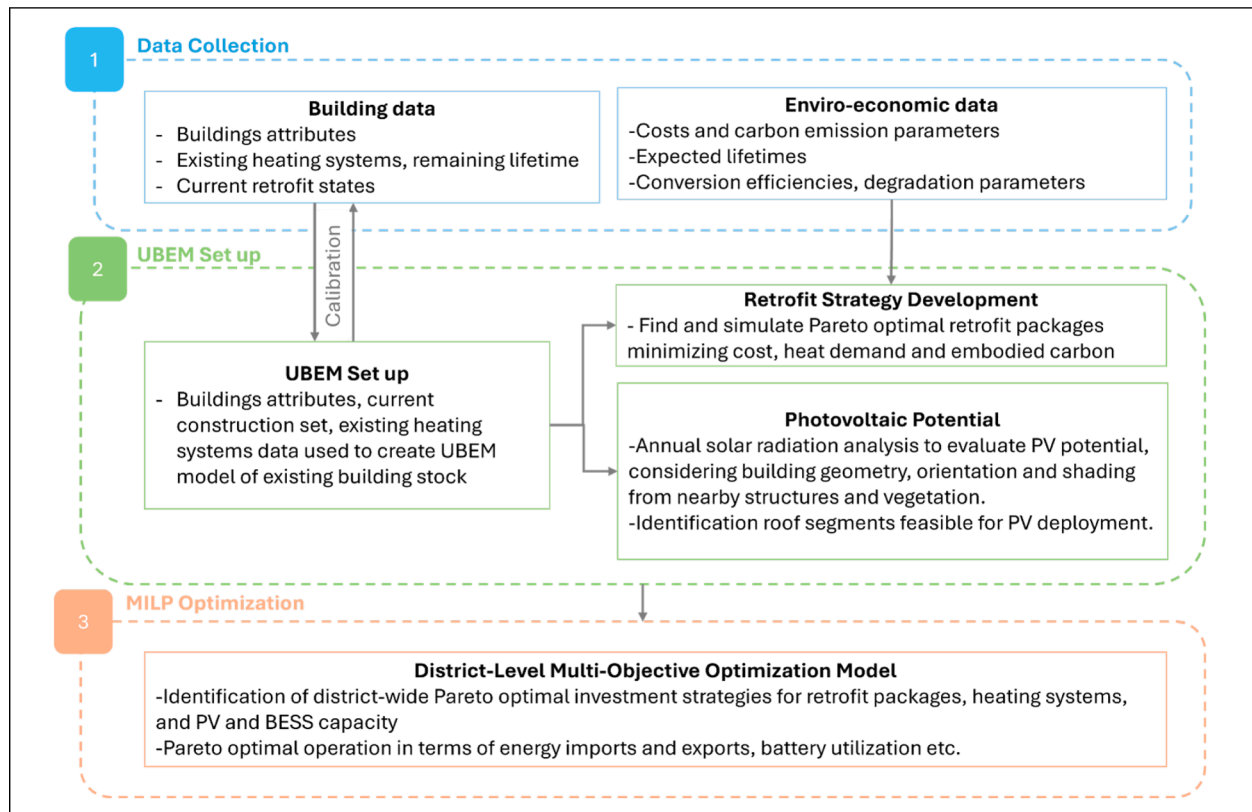 1
Data Collection
Building data
- Buildings attributes
- Existing heating systems, remaining lifetime
- Current retrofit states
Enviro-economic data
-Costs and carbon emission parameters
-Expected lifetimes
-Conversion efficiencies, degradation parameters
Calibration
2
UBEM Set up
UBEM Set up
- Buildings attributes, current
construction set, existing heating
systems data used to create UBEM
model of existing building stock
Retrofit Strategy Development
- Find and simulate Pareto optimal retrofit packages
minimizing cost, heat demand and embodied carbon
Photovoltaic Potential
-Annual solar radiation analysis to evaluate PV potential,
considering building geometry, orientation and shading
from nearby structures and vegetation.
-Identification roof segments feasible for PV deployment.
3
MILP Optimization
District-Level Multi-Objective Optimization Model
-Identification of district-wide Pareto optimal investment strategies for retrofit packages, heating systems,
and PV and BESS capacity
-Pareto optimal operation in terms of energy imports and exports, battery utilization etc.